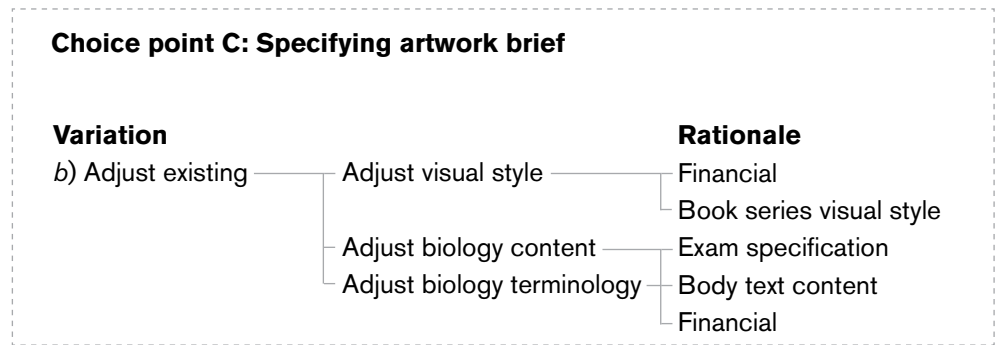 Choice point C: Specifying artwork brief
Variation Rationale
b) Adjust existing Adjust visual style Financial
Book series visual style
Adjust biology content Exam specification
Adjust biology terminology Body text content
Financial